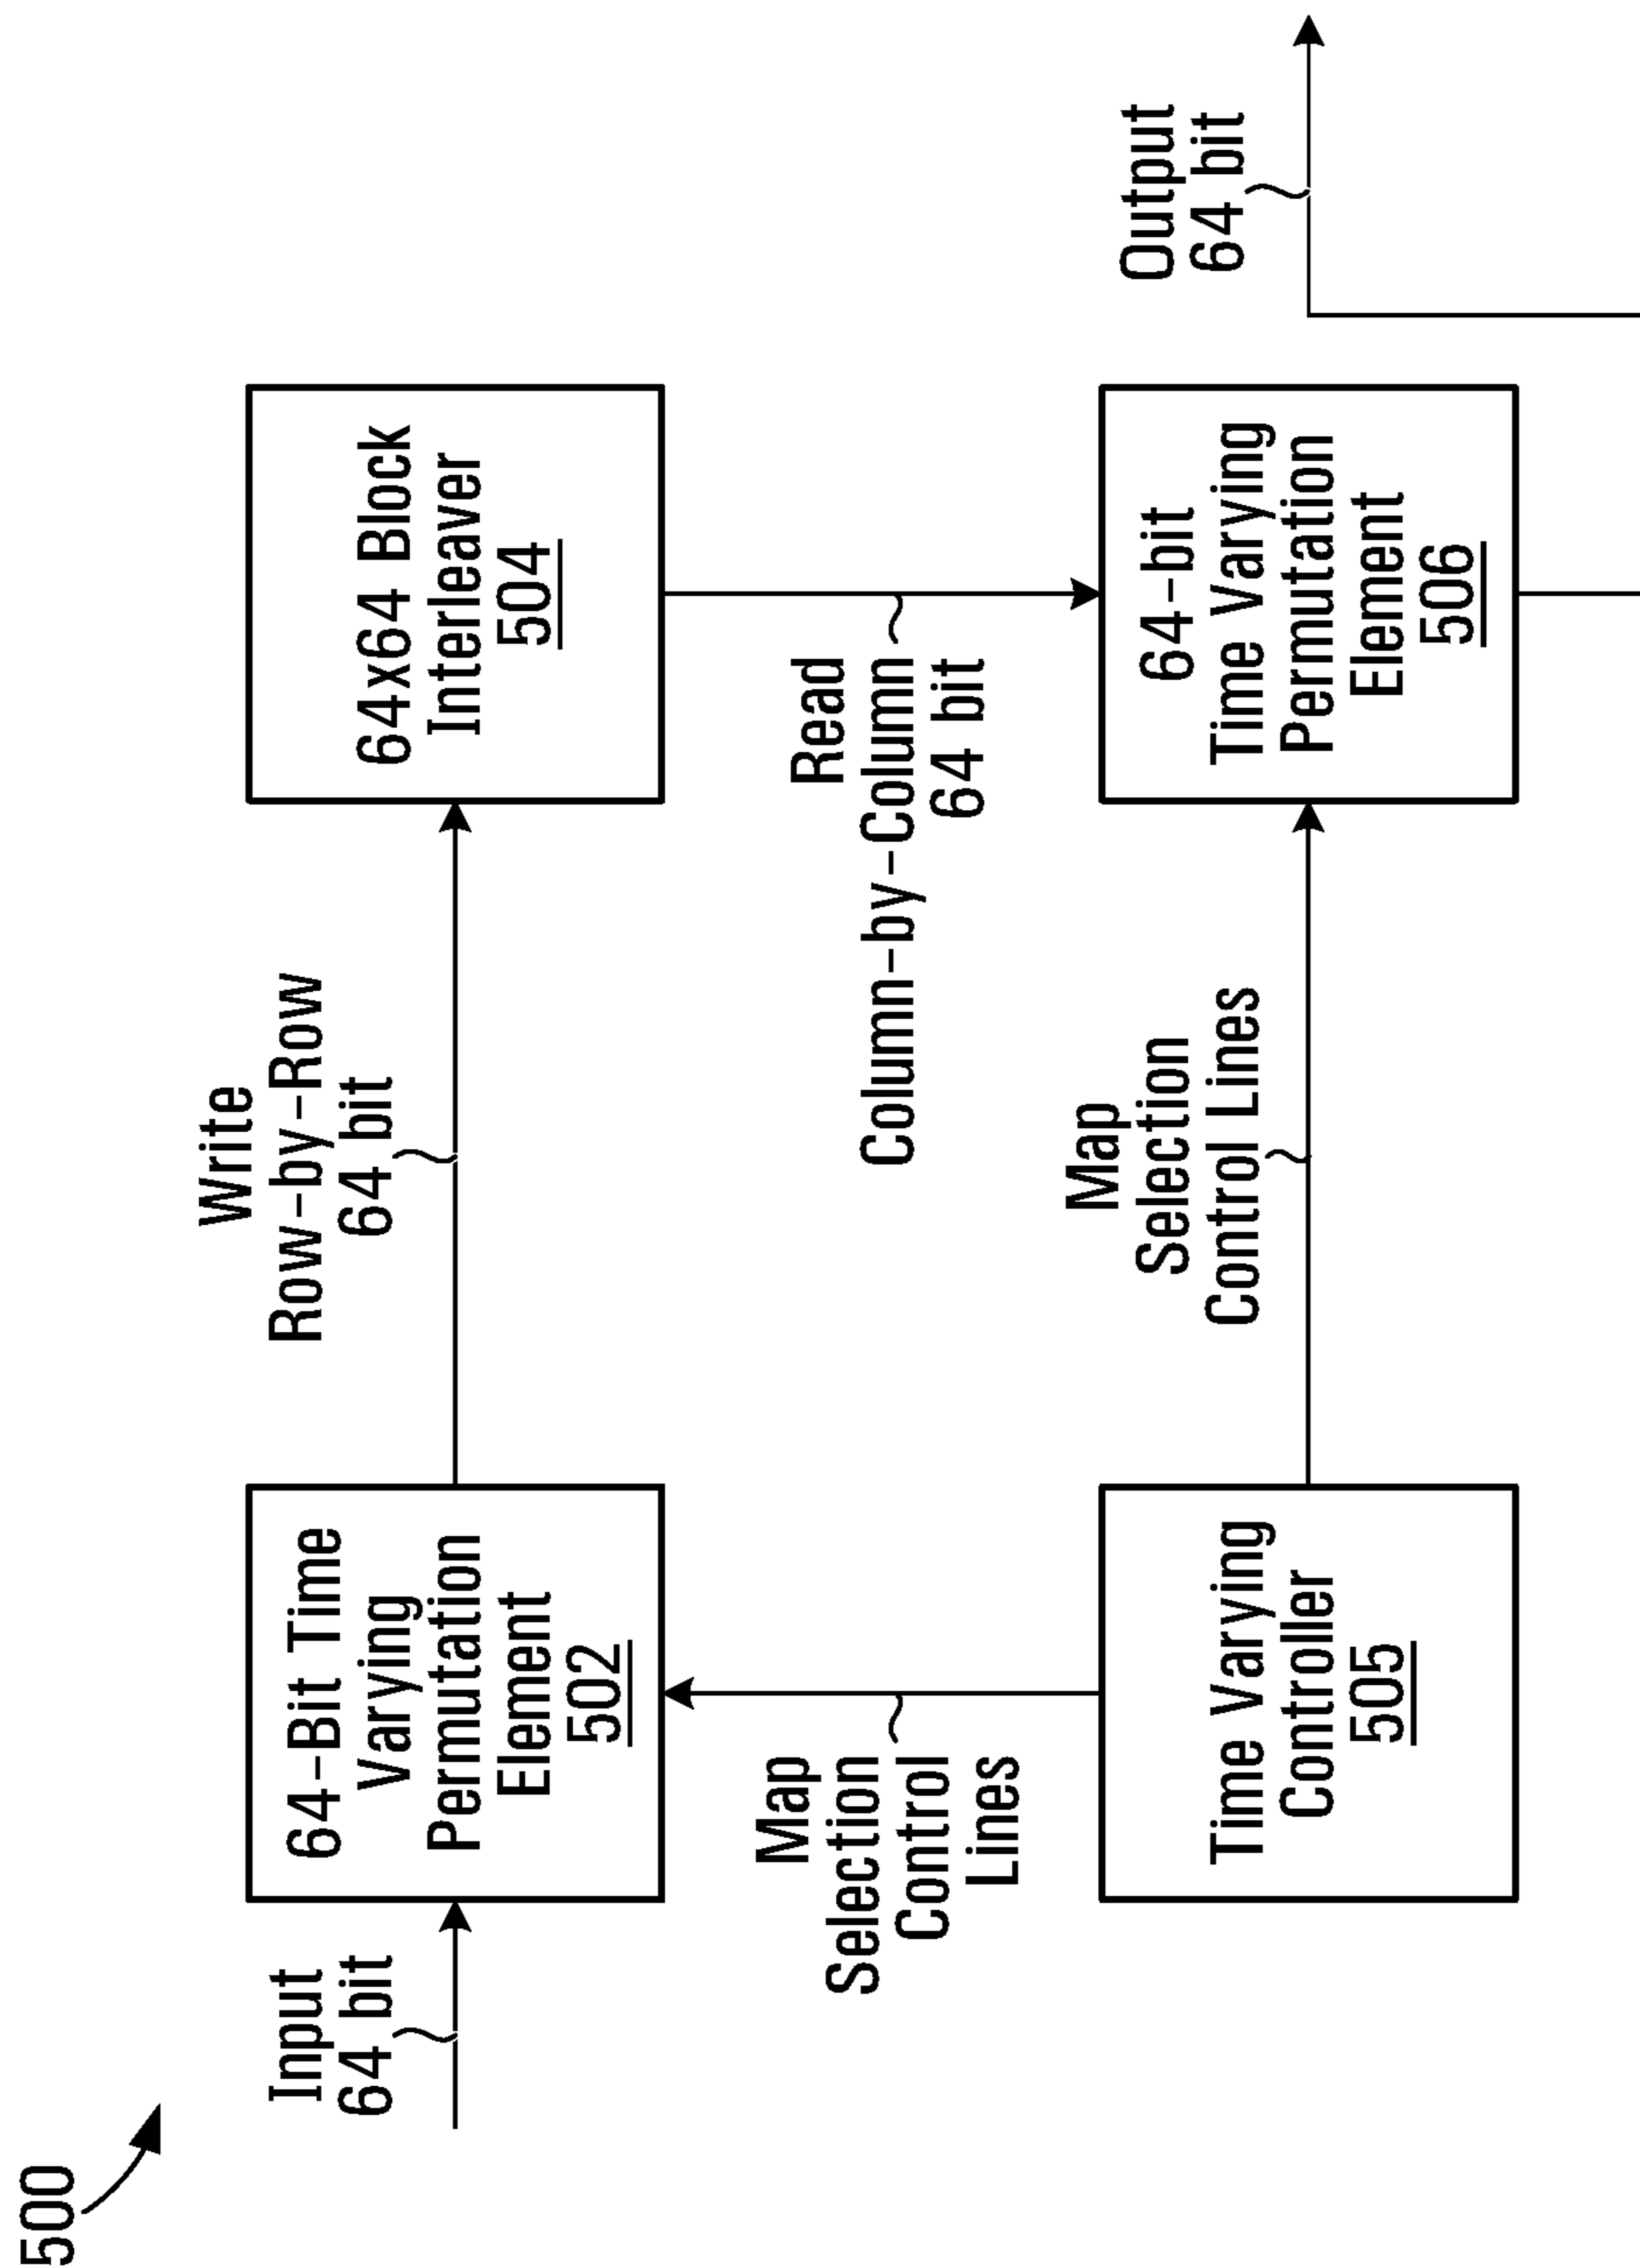 500
Input
64 bit
64-Bit Time
Varying
Permutation
Element
502
Write
Row-by-Row
64 bit
64x64 Block
Interleaver
504
Map
Selection
Control
Lines
Read
Column-by-Column
64 bit
Time Varying
Controller
505
Map
Selection
Control Lines
64-bit
Time Varying
Permutation
Element
506
Output
64 bit